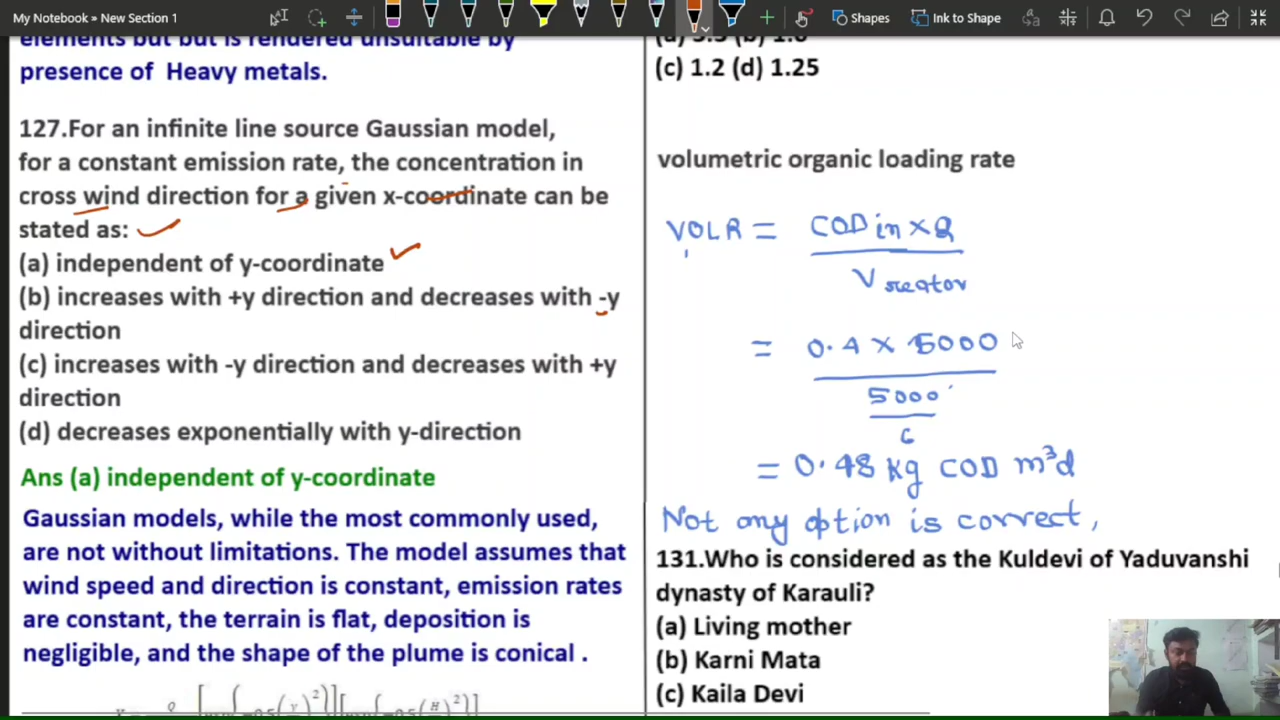 My Notebook » New Section 1
Shapes
Ink to Shape
elements but but is rendered unsuitable by
presence of Heavy metals.
127.For an infinite line source Gaussian model,
for a constant emission rate, the concentration in
cross wind direction for a given x-coordinate can be
stated as:
(a) independent of y-coordinate
(b) increases with +y direction and decreases with -y
direction
(c) increases with -y direction and decreases with +y
direction
(d) decreases exponentially with y-direction
Ans (a) independent of y-coordinate
Gaussian models, while the most commonly used,
are not without limitations. The model assumes that
wind speed and direction is constant, emission rates
are constant, the terrain is flat, deposition is
negligible, and the shape of the plume is conical .
(c) 1.2 (d) 1.25
volumetric organic loading rate
VOLR = COD in × Q
V reator
= 0.4 × 5000
5000
6
= 0.48 kg COD m³d
Not any option is correct,
131.Who is considered as the Kuldevi of Yaduvanshi
dynasty of Karauli?
(a) Living mother
(b) Karni Mata
(c) Kaila Devi